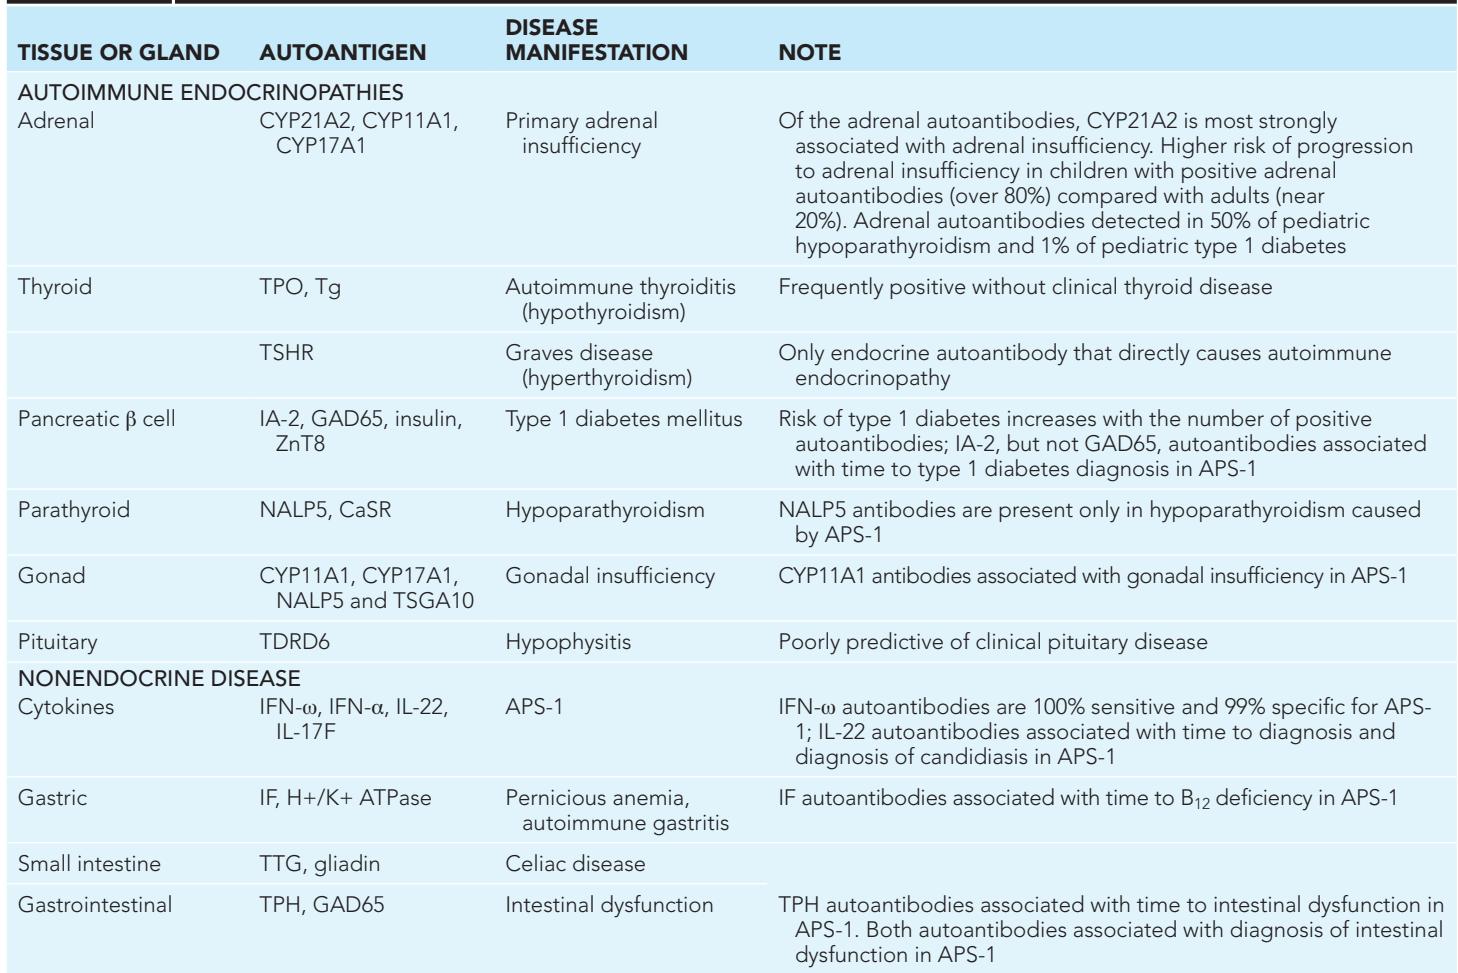 TISSUE OR GLAND AUTOANTIGEN DISEASE MANIFESTATION NOTE
AUTOIMMUNE ENDOCRINOPATHIES
Adrenal CYP21A2, CYP11A1, Primary adrenal Of the adrenal autoantibodies, CYP21A2 is most strongly
CYP17A1 insufficiency associated with adrenal insufficiency. Higher risk of progression
to adrenal insufficiency in children with positive adrenal
autoantibodies (over 80%) compared with adults (near
20%). Adrenal autoantibodies detected in 50% of pediatric
hypoparathyroidism and 1% of pediatric type 1 diabetes
Thyroid TPO, Tg Autoimmune thyroiditis Frequently positive without clinical thyroid disease
(hypothyroidism)
TSHR Graves disease Only endocrine autoantibody that directly causes autoimmune
(hyperthyroidism) endocrinopathy
Pancreatic β cell IA-2, GAD65, insulin, Type 1 diabetes mellitus Risk of type 1 diabetes increases with the number of positive
ZnT8 autoantibodies; IA-2, but not GAD65, autoantibodies associated
with time to type 1 diabetes diagnosis in APS-1
Parathyroid NALP5, CaSR Hypoparathyroidism NALP5 antibodies are present only in hypoparathyroidism caused
by APS-1
Gonad CYP11A1, CYP17A1, Gonadal insufficiency CYP11A1 antibodies associated with gonadal insufficiency in APS-1
NALP5 and TSGA10
Pituitary TDRD6 Hypophysitis Poorly predictive of clinical pituitary disease
NONENDOCRINE DISEASE
Cytokines IFN-ω, IFN-α, IL-22, APS-1 IFN-ω autoantibodies are 100% sensitive and 99% specific for APS-
IL-17F 1; IL-22 autoantibodies associated with time to diagnosis and
diagnosis of candidiasis in APS-1
Gastric IF, H+/K+ ATPase Pernicious anemia, IF autoantibodies associated with time to B12 deficiency in APS-1
autoimmune gastritis
Small intestine TTG, gliadin Celiac disease
Gastrointestinal TPH, GAD65 Intestinal dysfunction TPH autoantibodies associated with time to intestinal dysfunction in
APS-1. Both autoantibodies associated with diagnosis of intestinal
dysfunction in APS-1